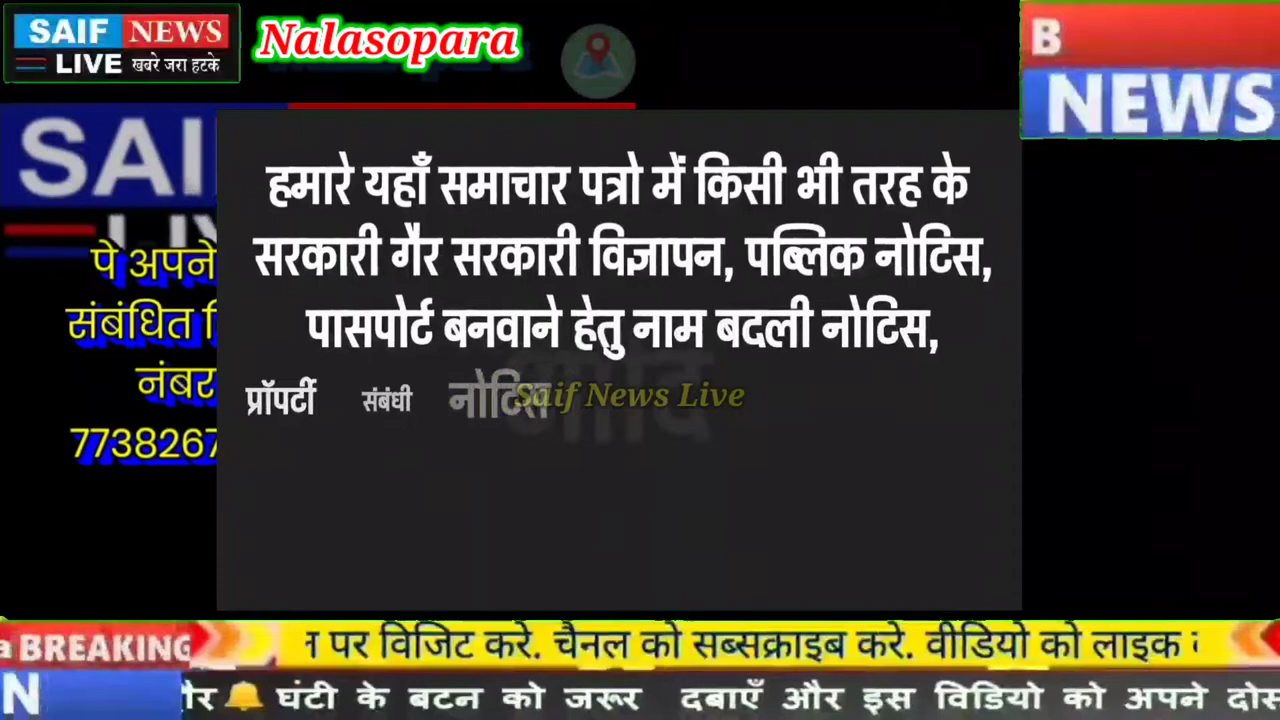 SAIF NEWS
LIVE खबरे जरा हटके
Nalasopara
B
NEWS
SAI
LIV
हमारे यहाँ समाचार पत्रो में किसी भी तरह के
सरकारी गैर सरकारी विज्ञापन, पब्लिक नोटिस,
पासपोर्ट बनवाने हेतु नाम बदली नोटिस,
प्रॉपर्टी संबंधी नोटिस
Saif News Live
पे अपने
संबंधित
नंबर
7738267
BREAKING
पर विजिट करे. चैनल को सब्सक्राइब करे. वीडियो को लाइक
N
🔔 घंटी के बटन को जरूर दबाएँ और इस विडियो को अपने दोस